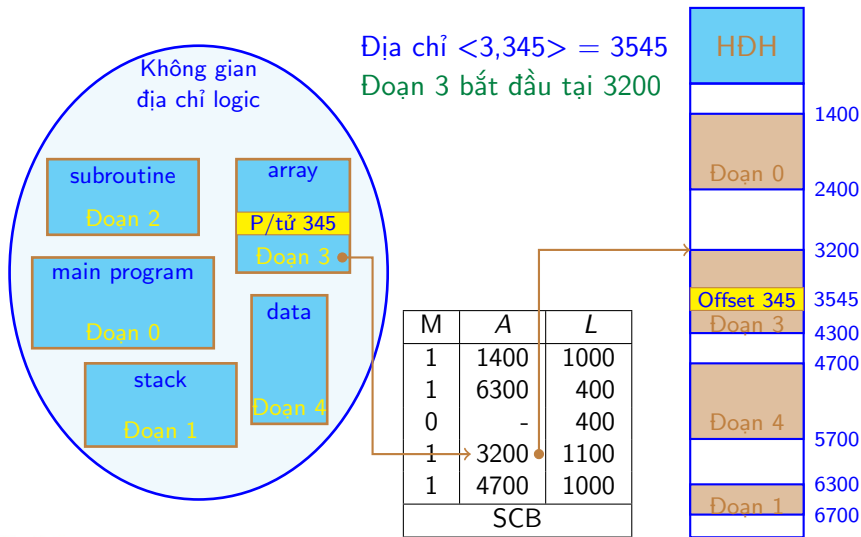 Địa chỉ <3,345> = 3545
Đoạn 3 bắt đầu tại 3200
Không gian
địa chỉ logic
subroutine
Đoạn 2
array
P/tử 345
Đoạn 3
main program
Đoạn 0
data
Đoạn 4
stack
Đoạn 1
M A L
1 1400 1000
1 6300 400
0 - 400
1 3200 1100
1 4700 1000
SCB
HĐH
1400
Đoạn 0
2400
3200
Offset 345 3545
Đoạn 3
4300
4700
Đoạn 4
5700
6300
Đoạn 1
6700